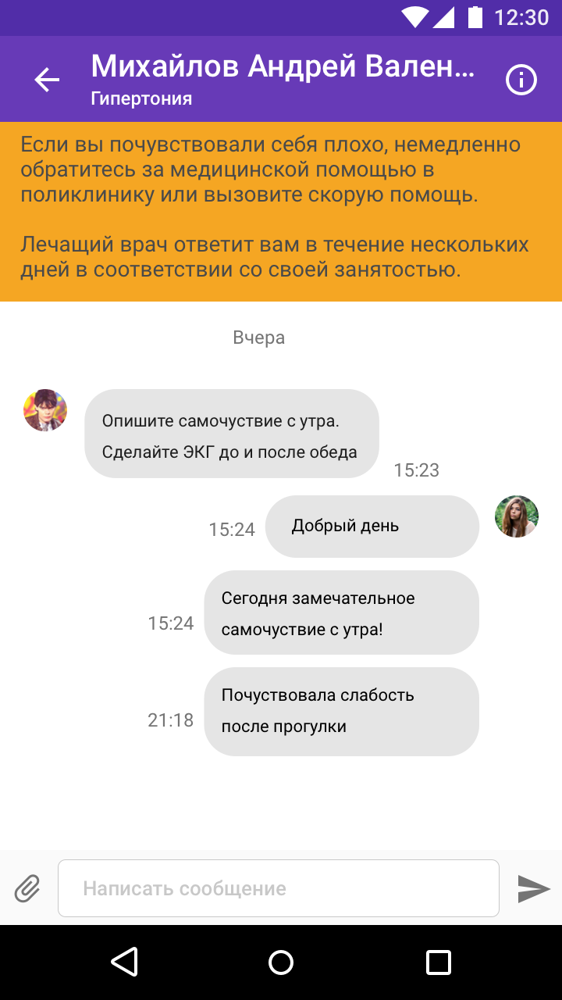 12:30
Михайлов Андрей Вален...
Гипертония
Если вы почувствовали себя плохо, немедленно
обратитесь за медицинской помощью в
поликлинику или вызовите скорую помощь.
Лечащий врач ответит вам в течение нескольких
дней в соответствии со своей занятостью.
Вчера
Опишите самочуствие с утра.
Сделайте ЭКГ до и после обеда
15:23
Добрый день
15:24
Сегодня замечательное
самочуствие с утра!
15:24
Почуствовала слабость
после прогулки
21:18
Написать сообщение